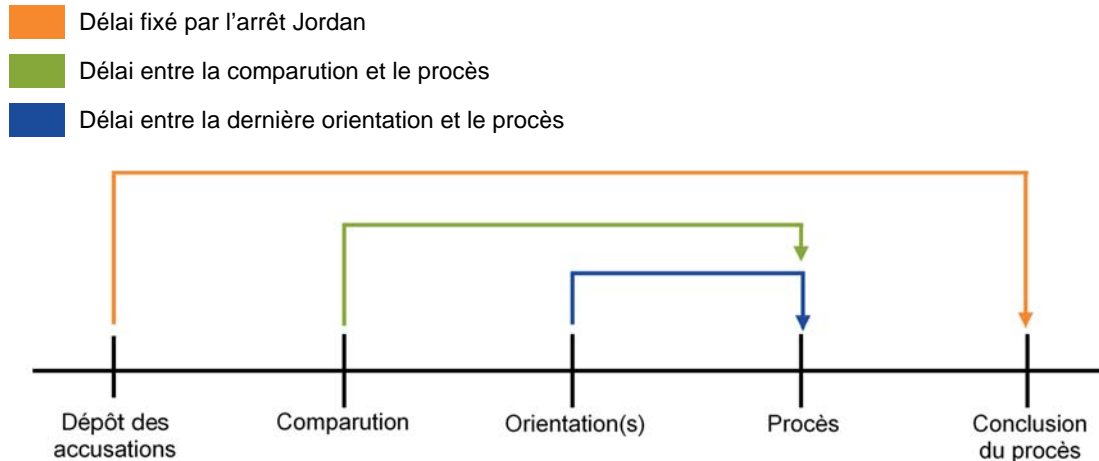 Délai fixé par l'arrêt Jordan
Délai entre la comparution et le procès
Délai entre la dernière orientation et le procès
Dépôt des
accusations
Comparution
Orientation(s)
Procès
Conclusion
du procès